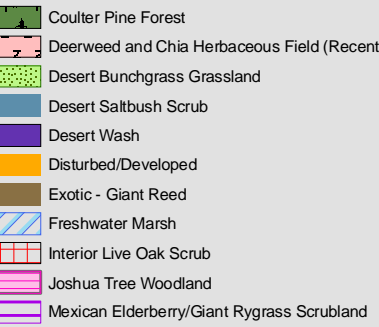 Coulter Pine Forest
Deerweed and Chia Herbaceous Field (Recent
Desert Bunchgrass Grassland
Desert Saltbush Scrub
Desert Wash
Disturbed/Developed
Exotic - Giant Reed
Freshwater Marsh
Interior Live Oak Scrub
Joshua Tree Woodland
Mexican Elderberry/Giant Rygrass Scrubland